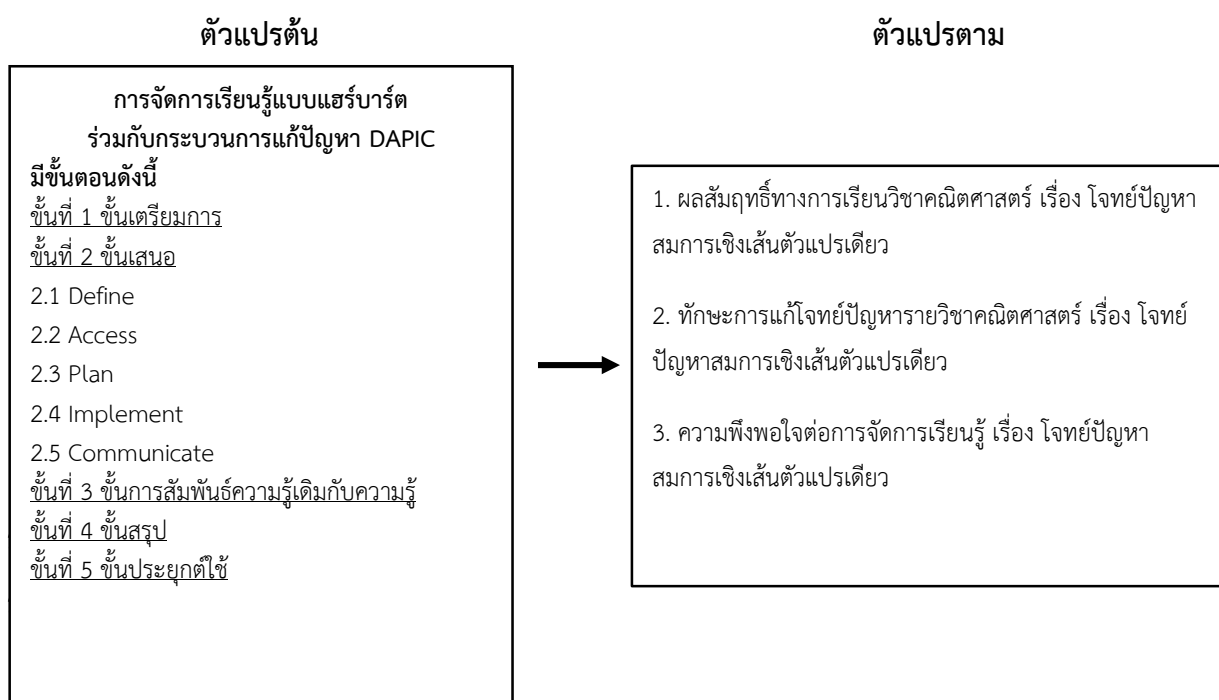 ตัวแปรต้น
การจัดการเรียนรู้แบบแฮร์บาร์ต
ร่วมกับกระบวนการแก้ปัญหา DAPIC
มีขั้นตอนดังนี้
ขั้นที่ 1 ขั้นเตรียมการ
ขั้นที่ 2 ขั้นเสนอ
2.1 Define
2.2 Access
2.3 Plan
2.4 Implement
2.5 Communicate
ขั้นที่ 3 ขั้นการสัมพันธ์ความรู้เดิมกับความรู้
ขั้นที่ 4 ขั้นสรุป
ขั้นที่ 5 ขั้นประยุกต์ใช้
ตัวแปรตาม
1. ผลสัมฤทธิ์ทางการเรียนวิชาคณิตศาสตร์ เรื่อง โจทย์ปัญหา
สมการเชิงเส้นตัวแปรเดียว
2. ทักษะการแก้โจทย์ปัญหารายวิชาคณิตศาสตร์ เรื่อง โจทย์
ปัญหาสมการเชิงเส้นตัวแปรเดียว
3. ความพึงพอใจต่อการจัดการเรียนรู้ เรื่อง โจทย์ปัญหา
สมการเชิงเส้นตัวแปรเดียว